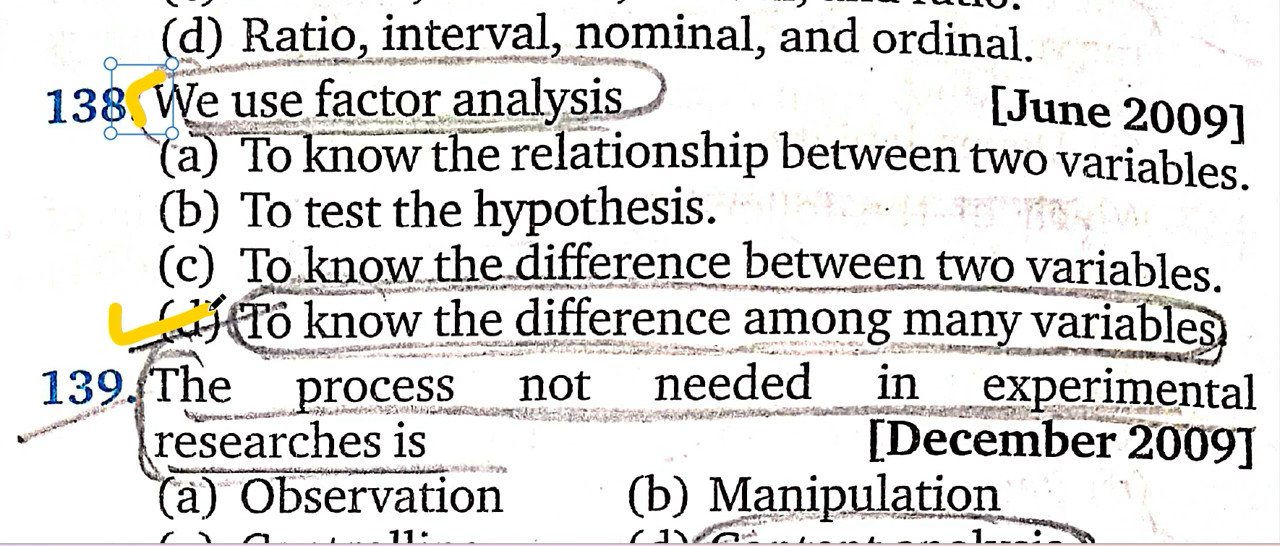 (d) Ratio, interval, nominal, and ordinal.
138. We use factor analysis [June 2009]
(a) To know the relationship between two variables.
(b) To test the hypothesis.
(c) To know the difference between two variables.
(d) To know the difference among many variables
139. The process not needed in experimental
researches is [December 2009]
(a) Observation (b) Manipulation
(d) Content analysis